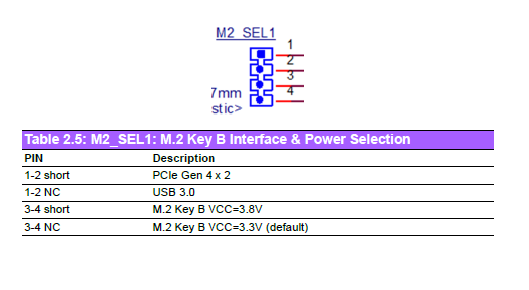 M2_SEL1
1
2
3
4
7mm
stic>
Table 2.5: M2_SEL1: M.2 Key B Interface & Power Selection
PIN Description
1-2 short PCIe Gen 4 x 2
1-2 NC USB 3.0
3-4 short M.2 Key B VCC=3.8V
3-4 NC M.2 Key B VCC=3.3V (default)